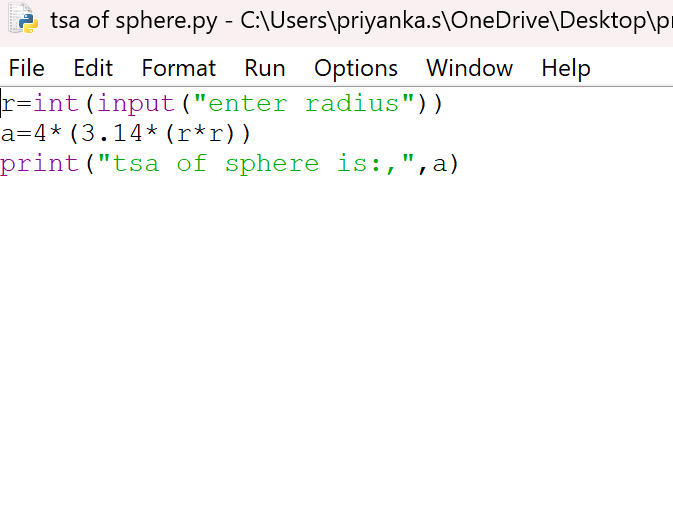 tsa of sphere.py - C:\Users\priyanka.s\OneDrive\Desktop\pr
File Edit Format Run Options Window Help
r=int(input("enter radius"))
a=4*(3.14*(r*r))
print("tsa of sphere is:,",a)